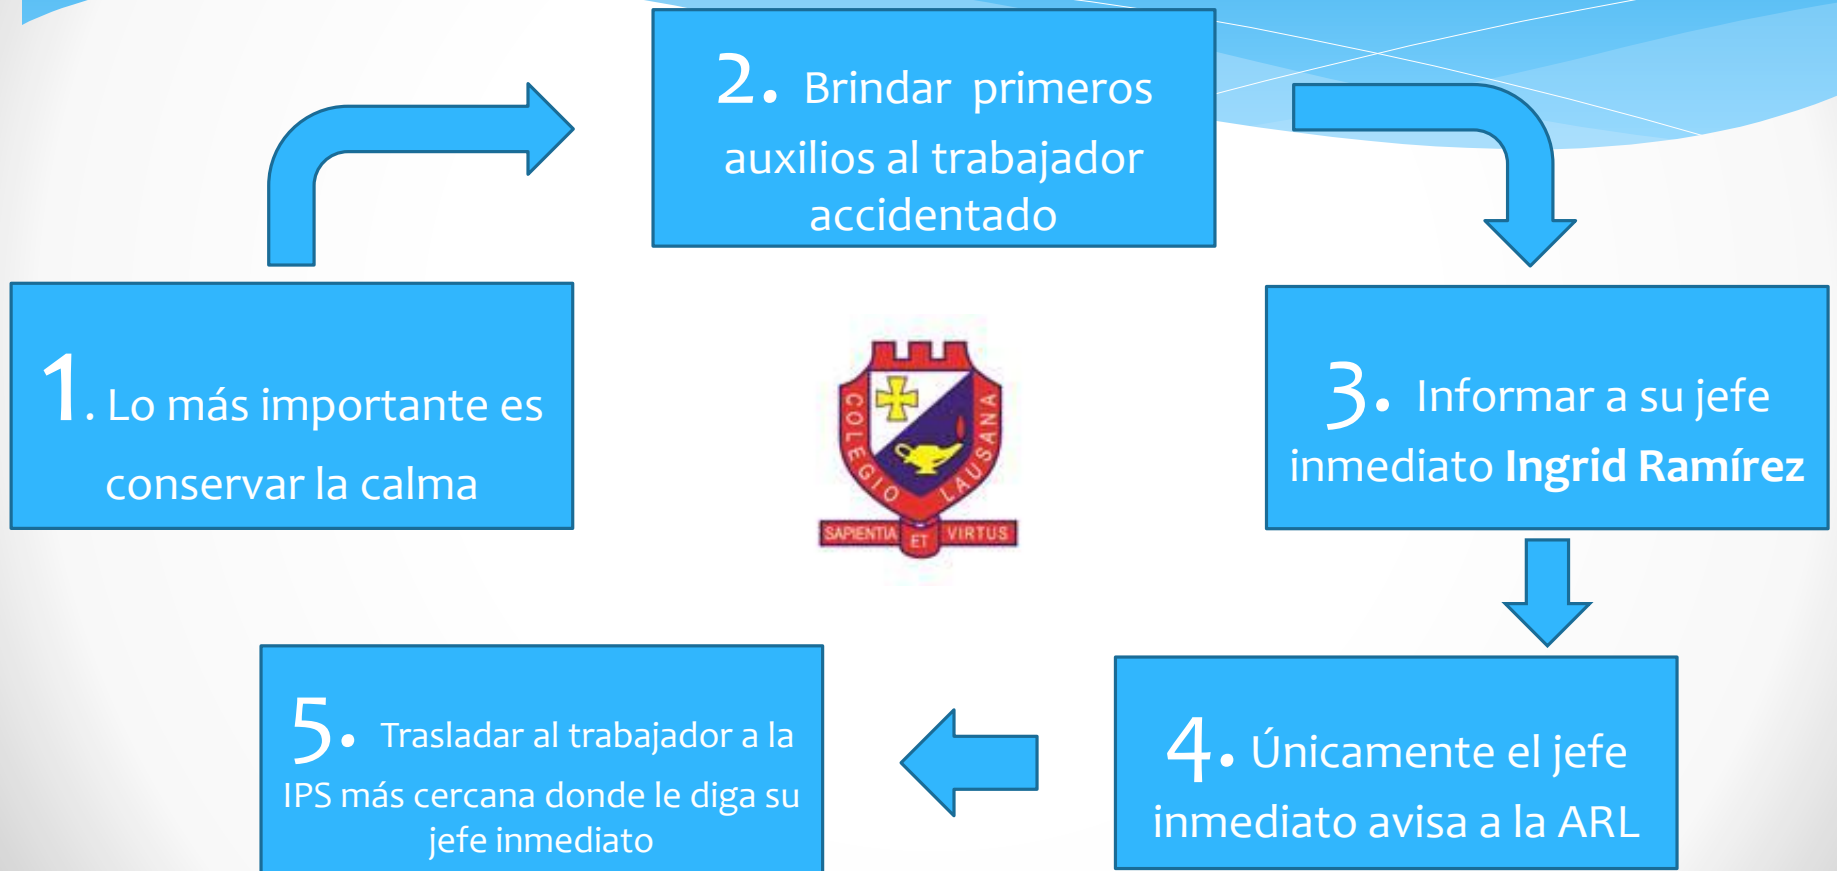 1. Lo más importante es
conservar la calma
2. Brindar primeros
auxilios al trabajador
accidentado
3. Informar a su jefe
inmediato Ingrid Ramírez
4. Únicamente el jefe
inmediato avisa a la ARL
5. Trasladar al trabajador a la
IPS más cercana donde le diga su
jefe inmediato
COLEGIO LAUSANA
SAPIENTIA ET VIRTUS